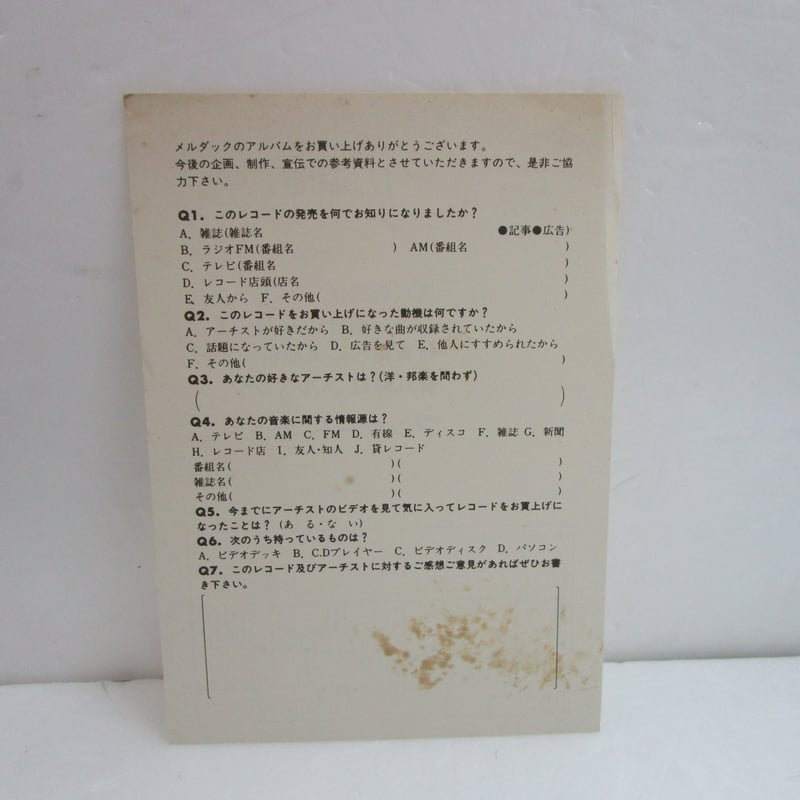 メルダックのアルバムをお買い上げありがとうございます。
今後の企画、制作、宣伝での参考資料とさせていただきますので、是非ご協
力下さい。
Q1. このレコードの発売を何でお知りになりましたか？
A. 雑誌(雑誌名 ●記事●広告)
B. ラジオFM(番組名 ) AM(番組名 )
C. テレビ(番組名 )
D. レコード店頭(店名 )
E. 友人から F. その他( )
Q2. このレコードをお買い上げになった動機は何ですか？
A. アーチストが好きだから B. 好きな曲が収録されていたから
C. 話題になっていたから D. 広告を見て E. 他人にすすめられたから
F. その他( )
Q3. あなたの好きなアーチストは？(洋・邦楽を問わず)
( )
Q4. あなたの音楽に関する情報源は？
A. テレビ B. AM C. FM D. 有線 E. ディスコ F. 雑誌 G. 新聞
H. レコード店 I. 友人・知人 J. 貸レコード
番組名( )( )
雑誌名( )( )
その他( )( )
Q5. 今までにアーチストのビデオを見て気に入ってレコードをお買上げに
なったことは？(あ る・な い)
Q6. 次のうち持っているものは？
A. ビデオデッキ B. C.Dプレイヤー C. ビデオディスク D. パソコン
Q7. このレコード及びアーチストに対するご感想ご意見があればぜひお書
き下さい。